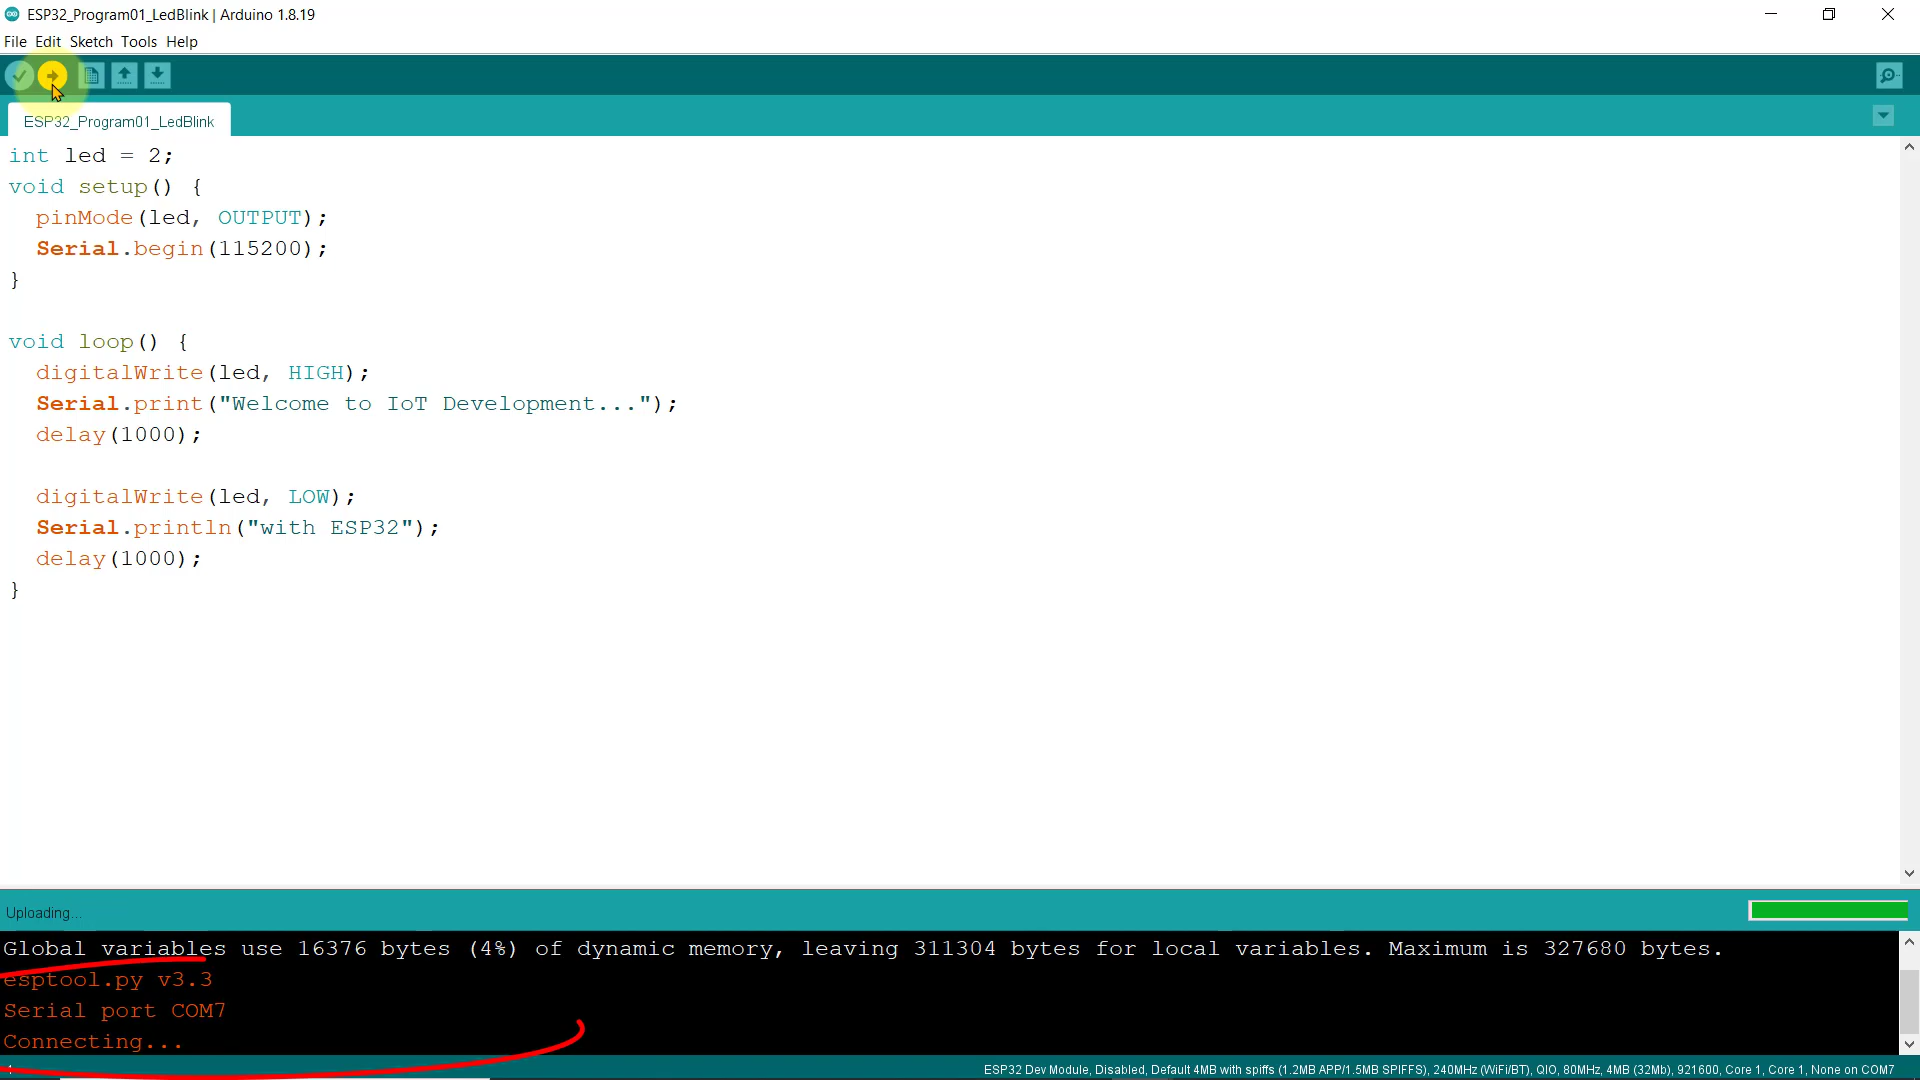 ESP32_Program01_LedBlink | Arduino 1.8.19
File Edit Sketch Tools Help
ESP32_Program01_LedBlink
int led = 2;
void setup() {
  pinMode(led, OUTPUT);
  Serial.begin(115200);
}
void loop() {
  digitalWrite(led, HIGH);
  Serial.print("Welcome to IoT Development...");
  delay(1000);
  digitalWrite(led, LOW);
  Serial.println("with ESP32");
  delay(1000);
}
Uploading...
Global variables use 16376 bytes (4%) of dynamic memory, leaving 311304 bytes for local variables. Maximum is 327680 bytes.
esptool.py v3.3
Serial port COM7
Connecting...
ESP32 Dev Module, Disabled, Default 4MB with spiffs (1.2MB APP/1.5MB SPIFFS), 240MHz (WiFi/BT), QIO, 80MHz, 4MB (32Mb), 921600, Core 1, Core 1, None on COM7